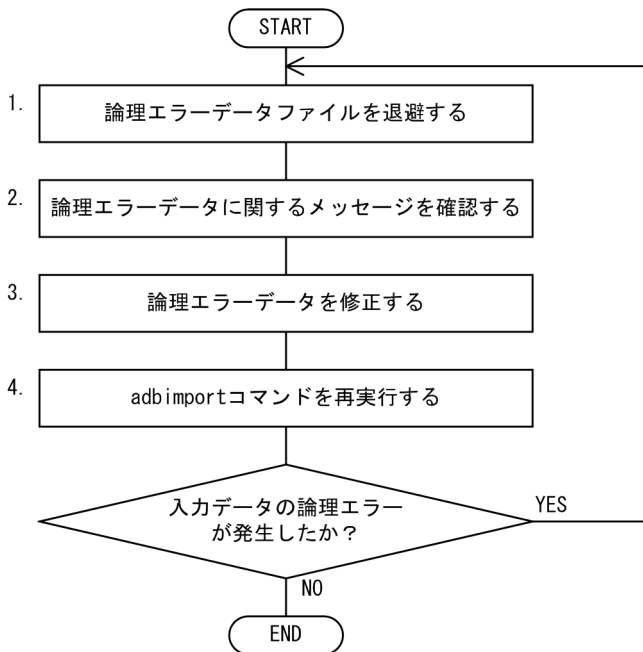 START
1.
論理エラーデータファイルを退避する
2.
論理エラーデータに関するメッセージを確認する
3.
論理エラーデータを修正する
4.
adbimportコマンドを再実行する
入力データの論理エラー
が発生したか？
YES
NO
END